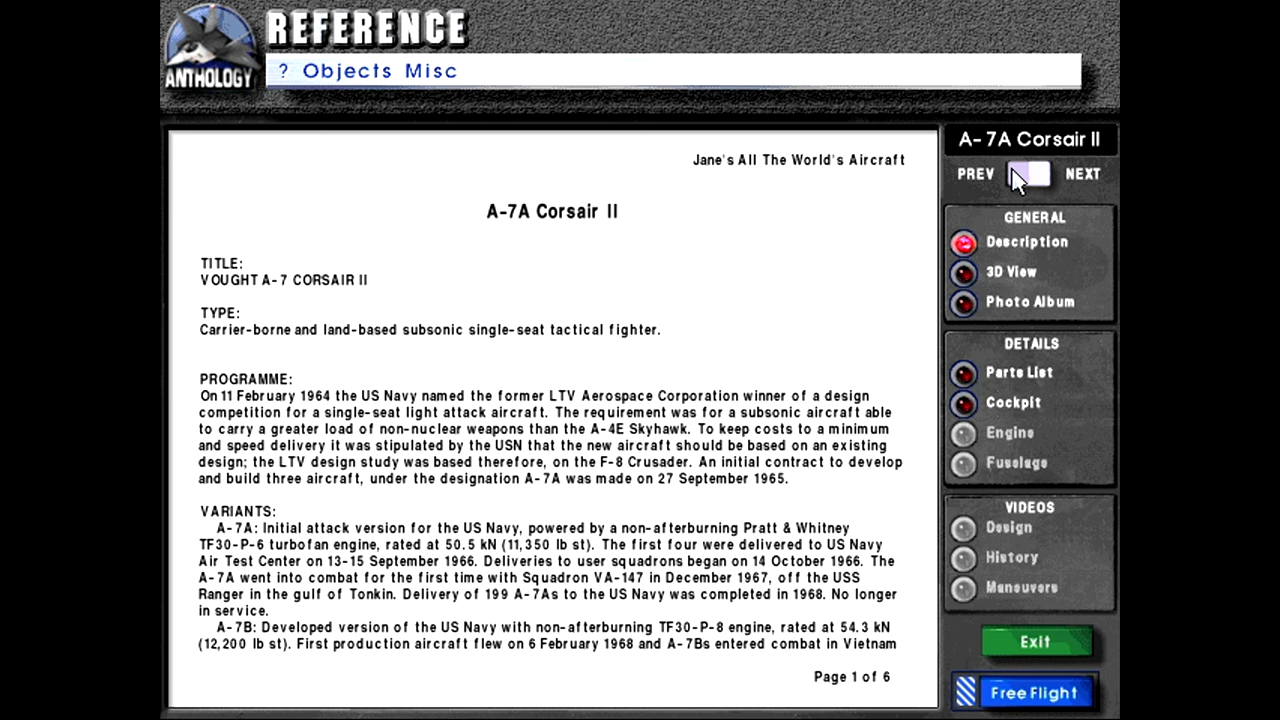 REFERENCE
ANTHOLOGY
? Objects Misc
Jane's All The World's Aircraft
A-7A Corsair II
TITLE:
VOUGHT A-7 CORSAIR II
TYPE:
Carrier-borne and land-based subsonic single-seat tactical fighter.
PROGRAMME:
On 11 February 1964 the US Navy named the former LTV Aerospace Corporation winner of a design
competition for a single-seat light attack aircraft. The requirement was for a subsonic aircraft able
to carry a greater load of non-nuclear weapons than the A-4E Skyhawk. To keep costs to a minimum
and speed delivery it was stipulated by the USN that the new aircraft should be based on an existing
design; the LTV design study was based therefore, on the F-8 Crusader. An initial contract to develop
and build three aircraft, under the designation A-7A was made on 27 September 1965.
VARIANTS:
A-7A: Initial attack version for the US Navy, powered by a non-afterburning Pratt & Whitney
TF30-P-6 turbofan engine, rated at 50.5 kN (11,350 lb st). The first four were delivered to US Navy
Air Test Center on 13-15 September 1966. Deliveries to user squadrons began on 14 October 1966. The
A-7A went into combat for the first time with Squadron VA-147 in December 1967, off the USS
Ranger in the gulf of Tonkin. Delivery of 199 A-7As to the US Navy was completed in 1968. No longer
in service.
A-7B: Developed version of the US Navy with non-afterburning TF30-P-8 engine, rated at 54.3 kN
(12,200 lb st). First production aircraft flew on 6 February 1968 and A-7Bs entered combat in Vietnam
Page 1 of 6
A-7A Corsair II
PREV NEXT
GENERAL
Description
3D View
Photo Album
DETAILS
Parts List
Cockpit
Engine
Fuselage
VIDEOS
Design
History
Maneuvers
Exit
Free Flight